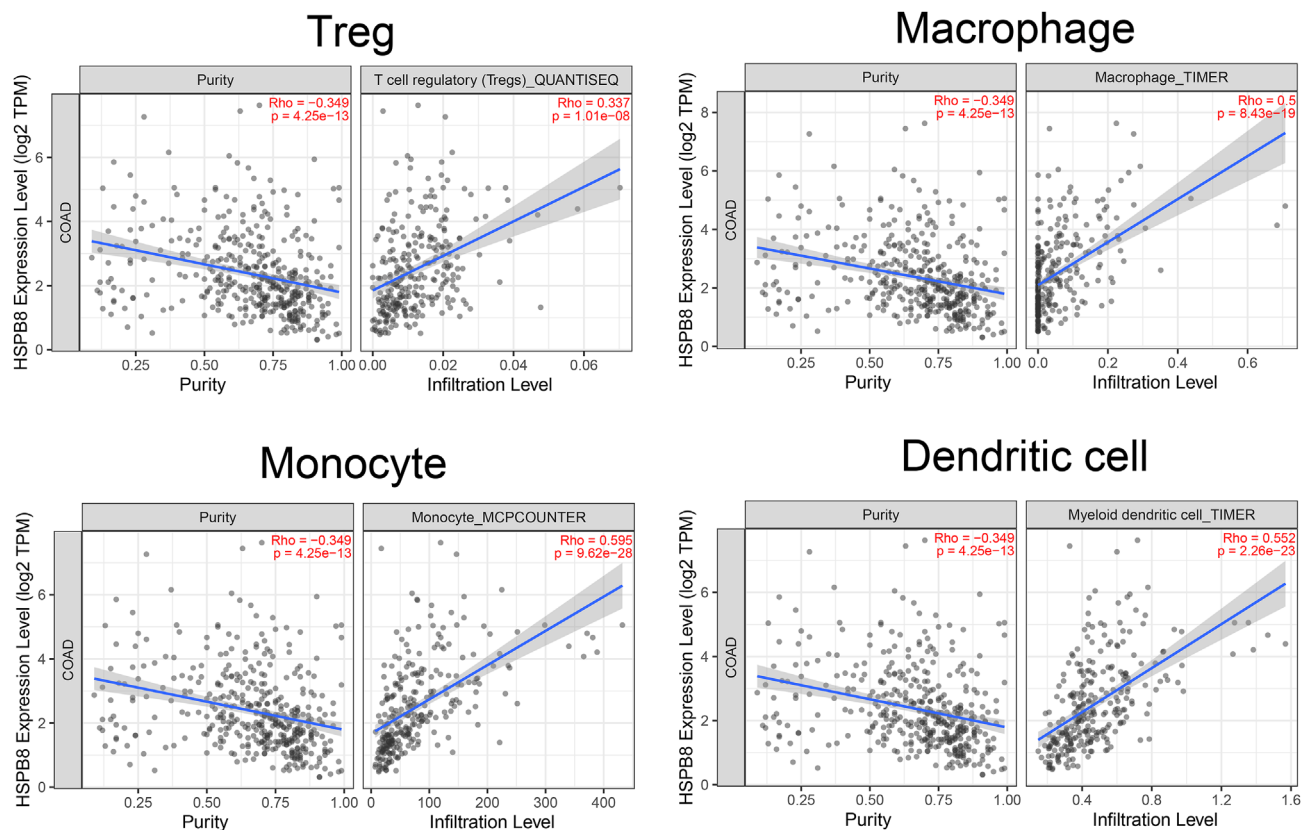 Treg
HSPB8 Expression Level (log2 TPM)
COAD
Purity
Rho = −0.349
p = 4.25e−13
T cell regulatory (Tregs)_QUANTISEQ
Rho = 0.337
p = 1.01e−08
6
4
2
0
0.25 0.50 0.75 1.00
0.00 0.02 0.04 0.06
Purity
Infiltration Level
Macrophage
HSPB8 Expression Level (log2 TPM)
COAD
Purity
Rho = −0.349
p = 4.25e−13
Macrophage_TIMER
Rho = 0.5
p = 8.43e−19
8
6
4
2
0
0.25 0.50 0.75 1.00
0.0 0.2 0.4 0.6
Purity
Infiltration Level
Monocyte
HSPB8 Expression Level (log2 TPM)
COAD
Purity
Rho = −0.349
p = 4.25e−13
Monocyte_MCPCOUNTER
Rho = 0.595
p = 9.62e−28
6
4
2
0
0.25 0.50 0.75 1.00
0 100 200 300 400
Purity
Infiltration Level
Dendritic cell
HSPB8 Expression Level (log2 TPM)
COAD
Purity
Rho = −0.349
p = 4.25e−13
Myeloid dendritic cell_TIMER
Rho = 0.552
p = 2.26e−23
6
4
2
0
0.25 0.50 0.75 1.00
0.4 0.8 1.2 1.6
Purity
Infiltration Level